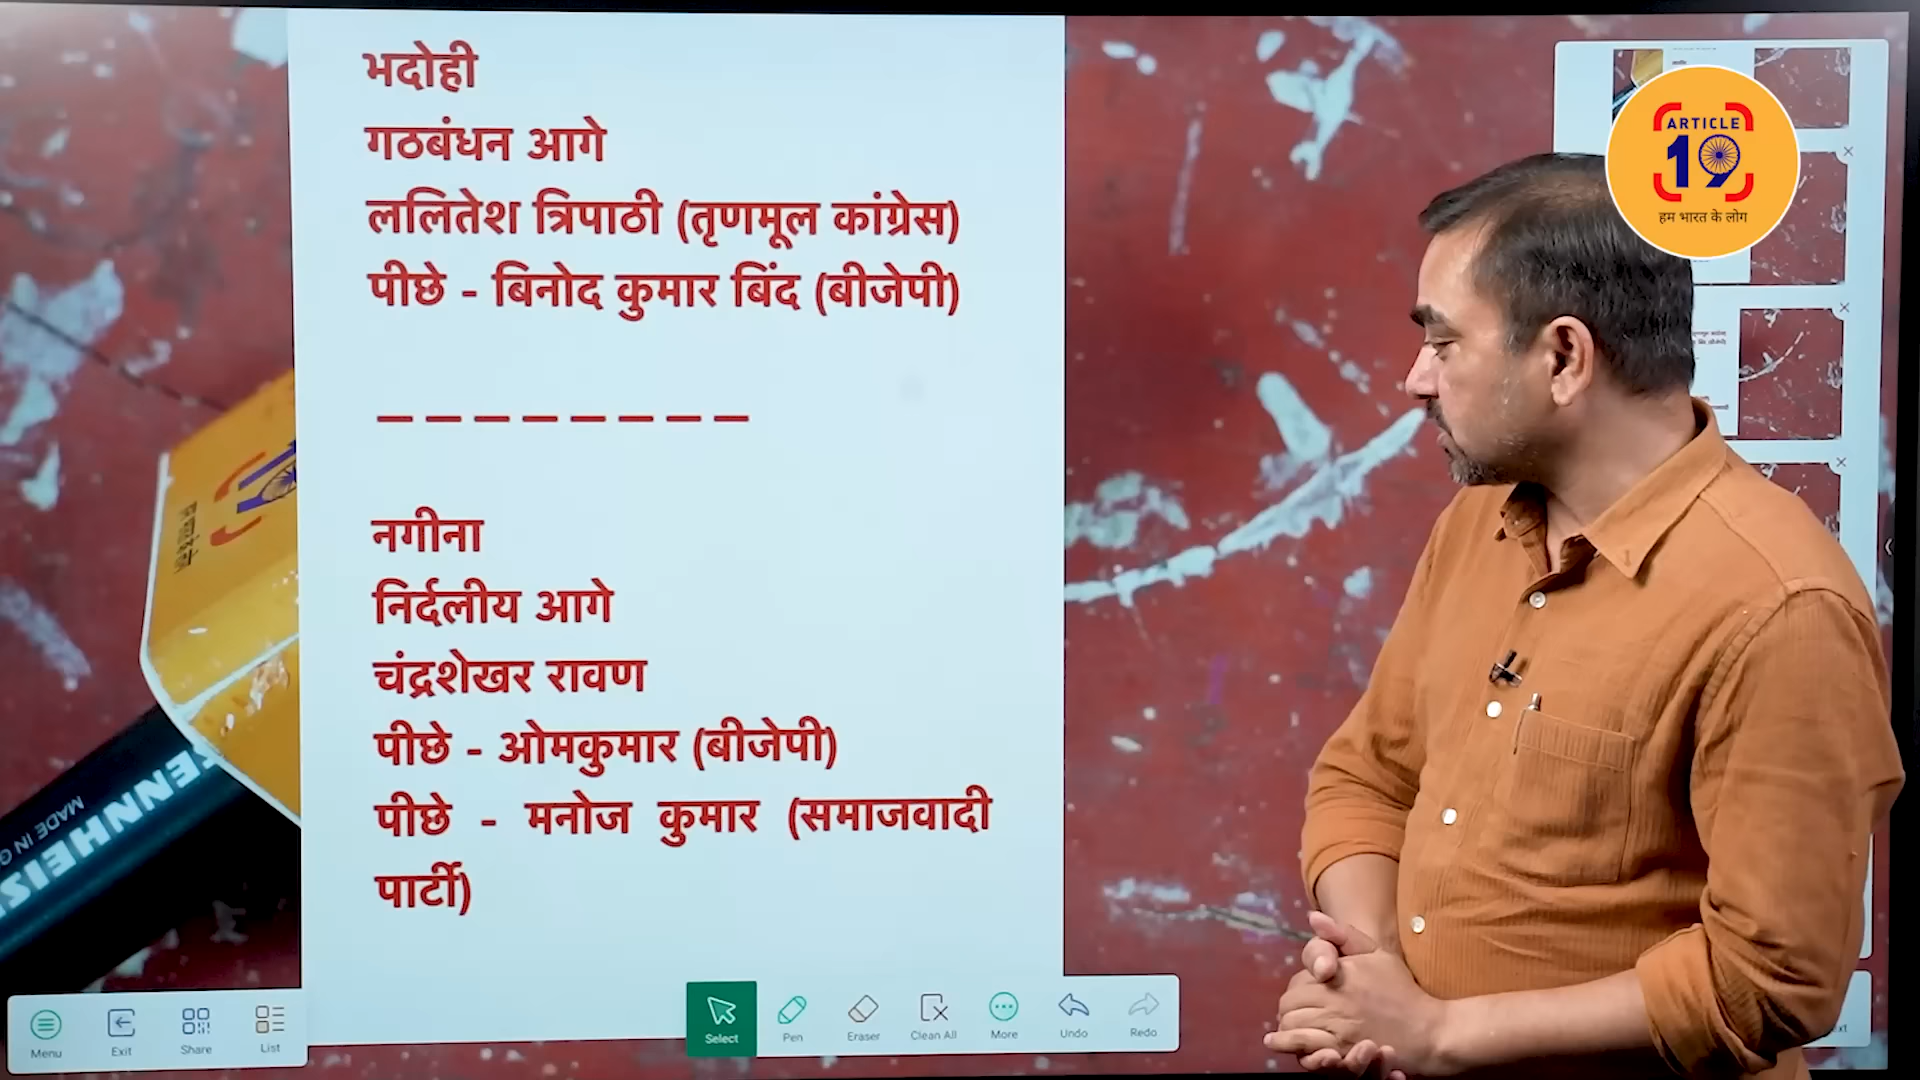 भदोही
गठबंधन आगे
ललितेश त्रिपाठी (तृणमूल कांग्रेस)
पीछे - बिनोद कुमार बिंद (बीजेपी)
– – – – – – – –
नगीना
निर्दलीय आगे
चंद्रशेखर रावण
पीछे - ओमकुमार (बीजेपी)
पीछे - मनोज कुमार (समाजवादी
पार्टी)
ARTICLE
19
हम भारत के लोग
MADE IN G
ENNHEIS
Menu
Exit
Share
List
Select
Pen
Eraser
Clean All
More
Undo
Redo